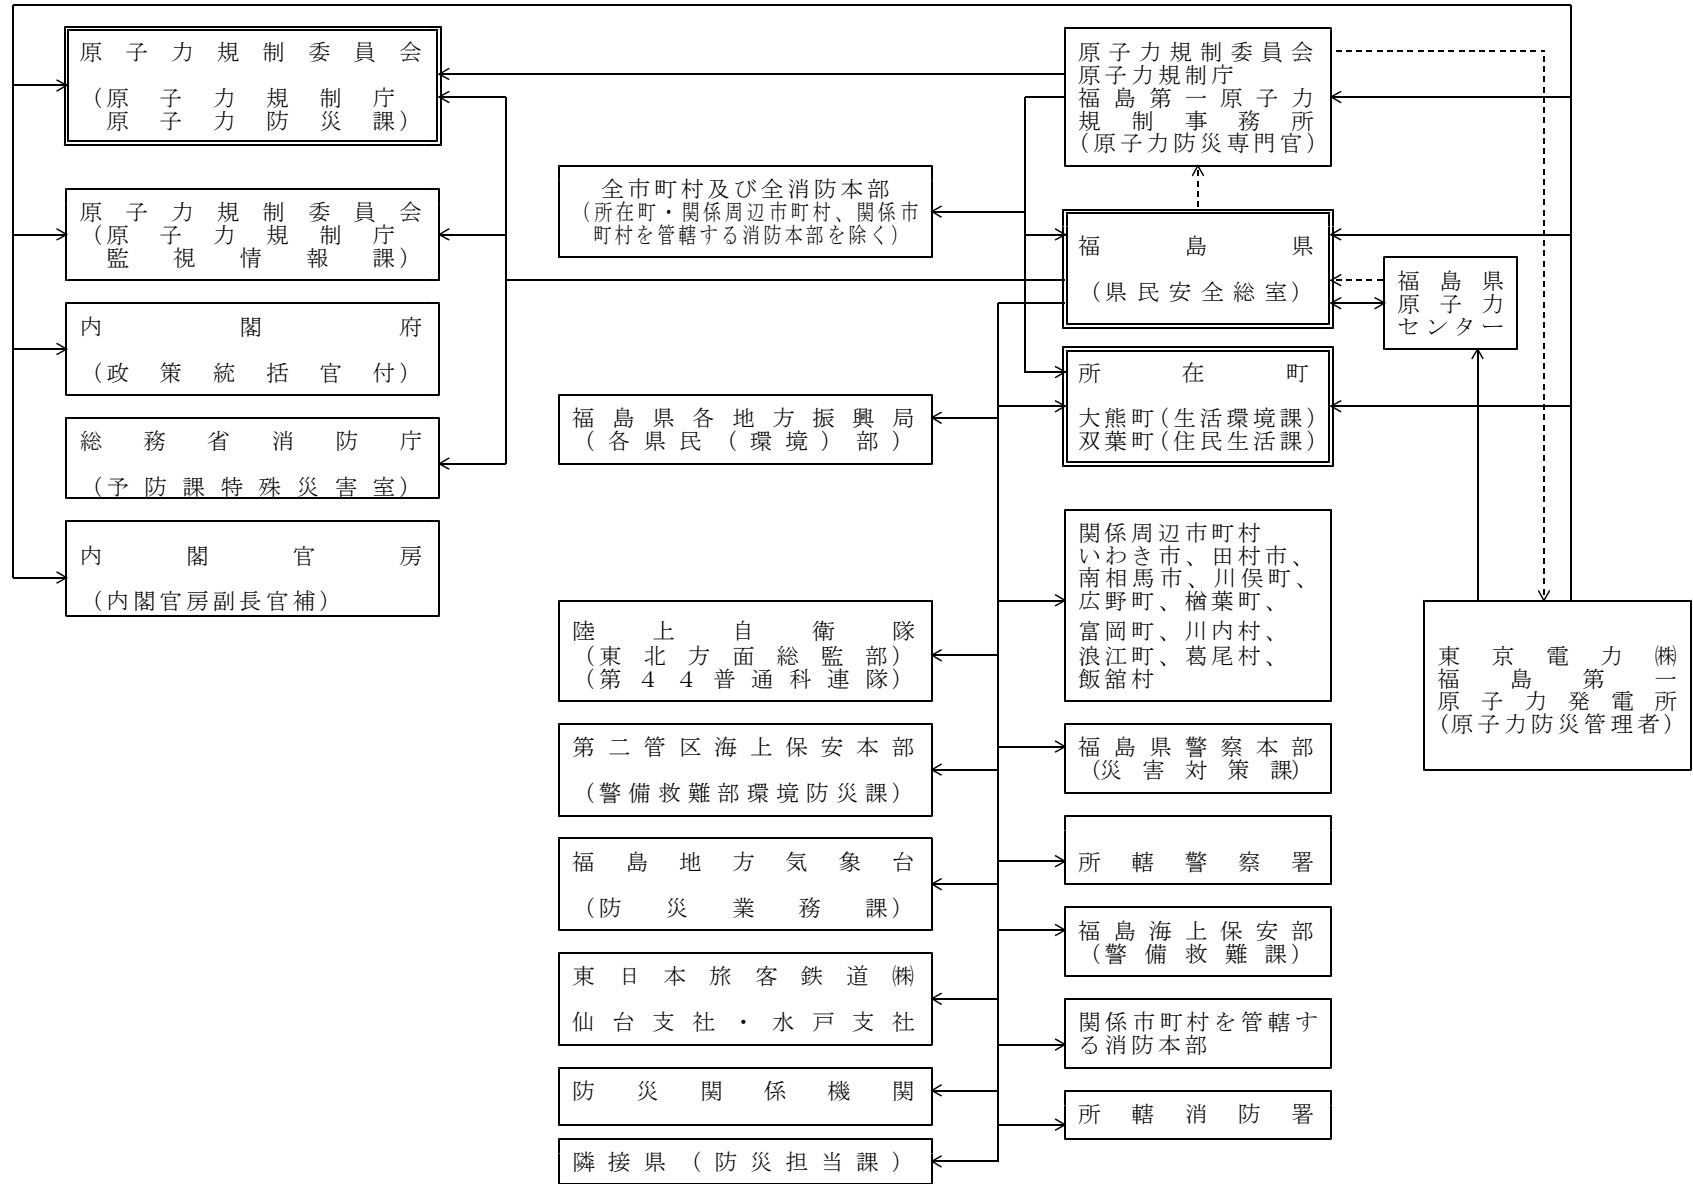 原子力規制委員会
(原子力規制庁
原子力防災課)
原子力規制委員会
(原子力規制庁
監視情報課)
内閣府
(政策統括官付)
総務省消防庁
(予防課特殊災害室)
内閣官房
(内閣官房副長官補)
全市町村及び全消防本部
(所在町・関係周辺市町村、関係市
町村を管轄する消防本部を除く)
福島県各地方振興局
(各県民(環境)部)
陸上自衛隊
(東北方面総監部)
(第44普通科連隊)
第二管区海上保安本部
(警備救難部環境防災課)
福島地方気象台
(防災業務課)
東日本旅客鉄道㈱
仙台支社・水戸支社
防災関係機関
隣接県(防災担当課)
原子力規制委員会
原子力規制庁
福島第一原子力
規制事務所
(原子力防災専門官)
福島県
(県民安全総室)
所在町
大熊町(生活環境課)
双葉町(住民生活課)
関係周辺市町村
いわき市、田村市、
南相馬市、川俣町、
広野町、楢葉町、
富岡町、川内村、
浪江町、葛尾村、
飯舘村
福島県警察本部
(災害対策課)
所轄警察署
福島海上保安部
(警備救難課)
関係市町村を管轄す
る消防本部
所轄消防署
福島県
原子力
センター
東京電力㈱
福島第一
原子力発電所
(原子力防災管理者)